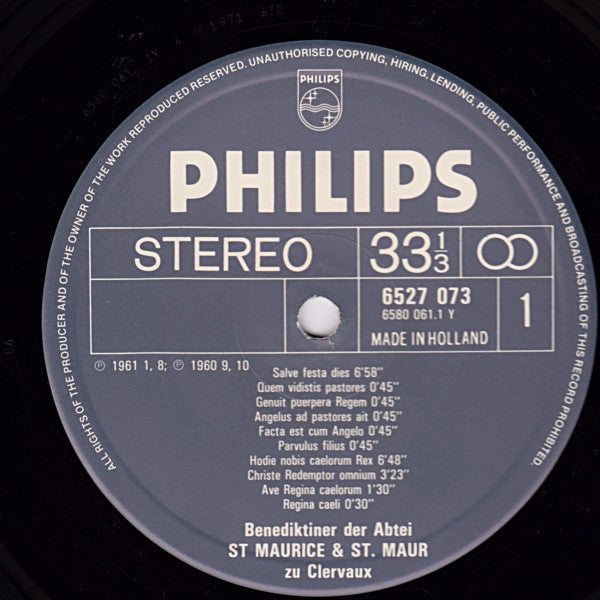 ALL RIGHTS OF THE PRODUCER AND OF THE OWNER OF THE WORK REPRODUCED RESERVED. UNAUTHORISED COPYING, HIRING, LENDING, PUBLIC PERFORMANCE AND BROADCASTING OF THIS RECORD PROHIBITED.
PHILIPS
PHILIPS
STEREO
33 1/3
6527 073
6580 061.1 Y
MADE IN HOLLAND
1
℗ 1961 1, 8; ℗ 1960 9, 10
Salve festa dies 6'58"
Quem vidistis pastores 0'45"
Genuit puerpera Regem 0'45"
Angelus ad pastores ait 0'45"
Facta est cum Angelo 0'45"
Parvulus filius 0'45"
Hodie nobis caelorum Rex 6'48"
Christe Redemptor omnium 3'23"
Ave Regina caelorum 1'30"
Regina caeli 0'30"
Benediktiner der Abtei
ST MAURICE & ST. MAUR
zu Clervaux